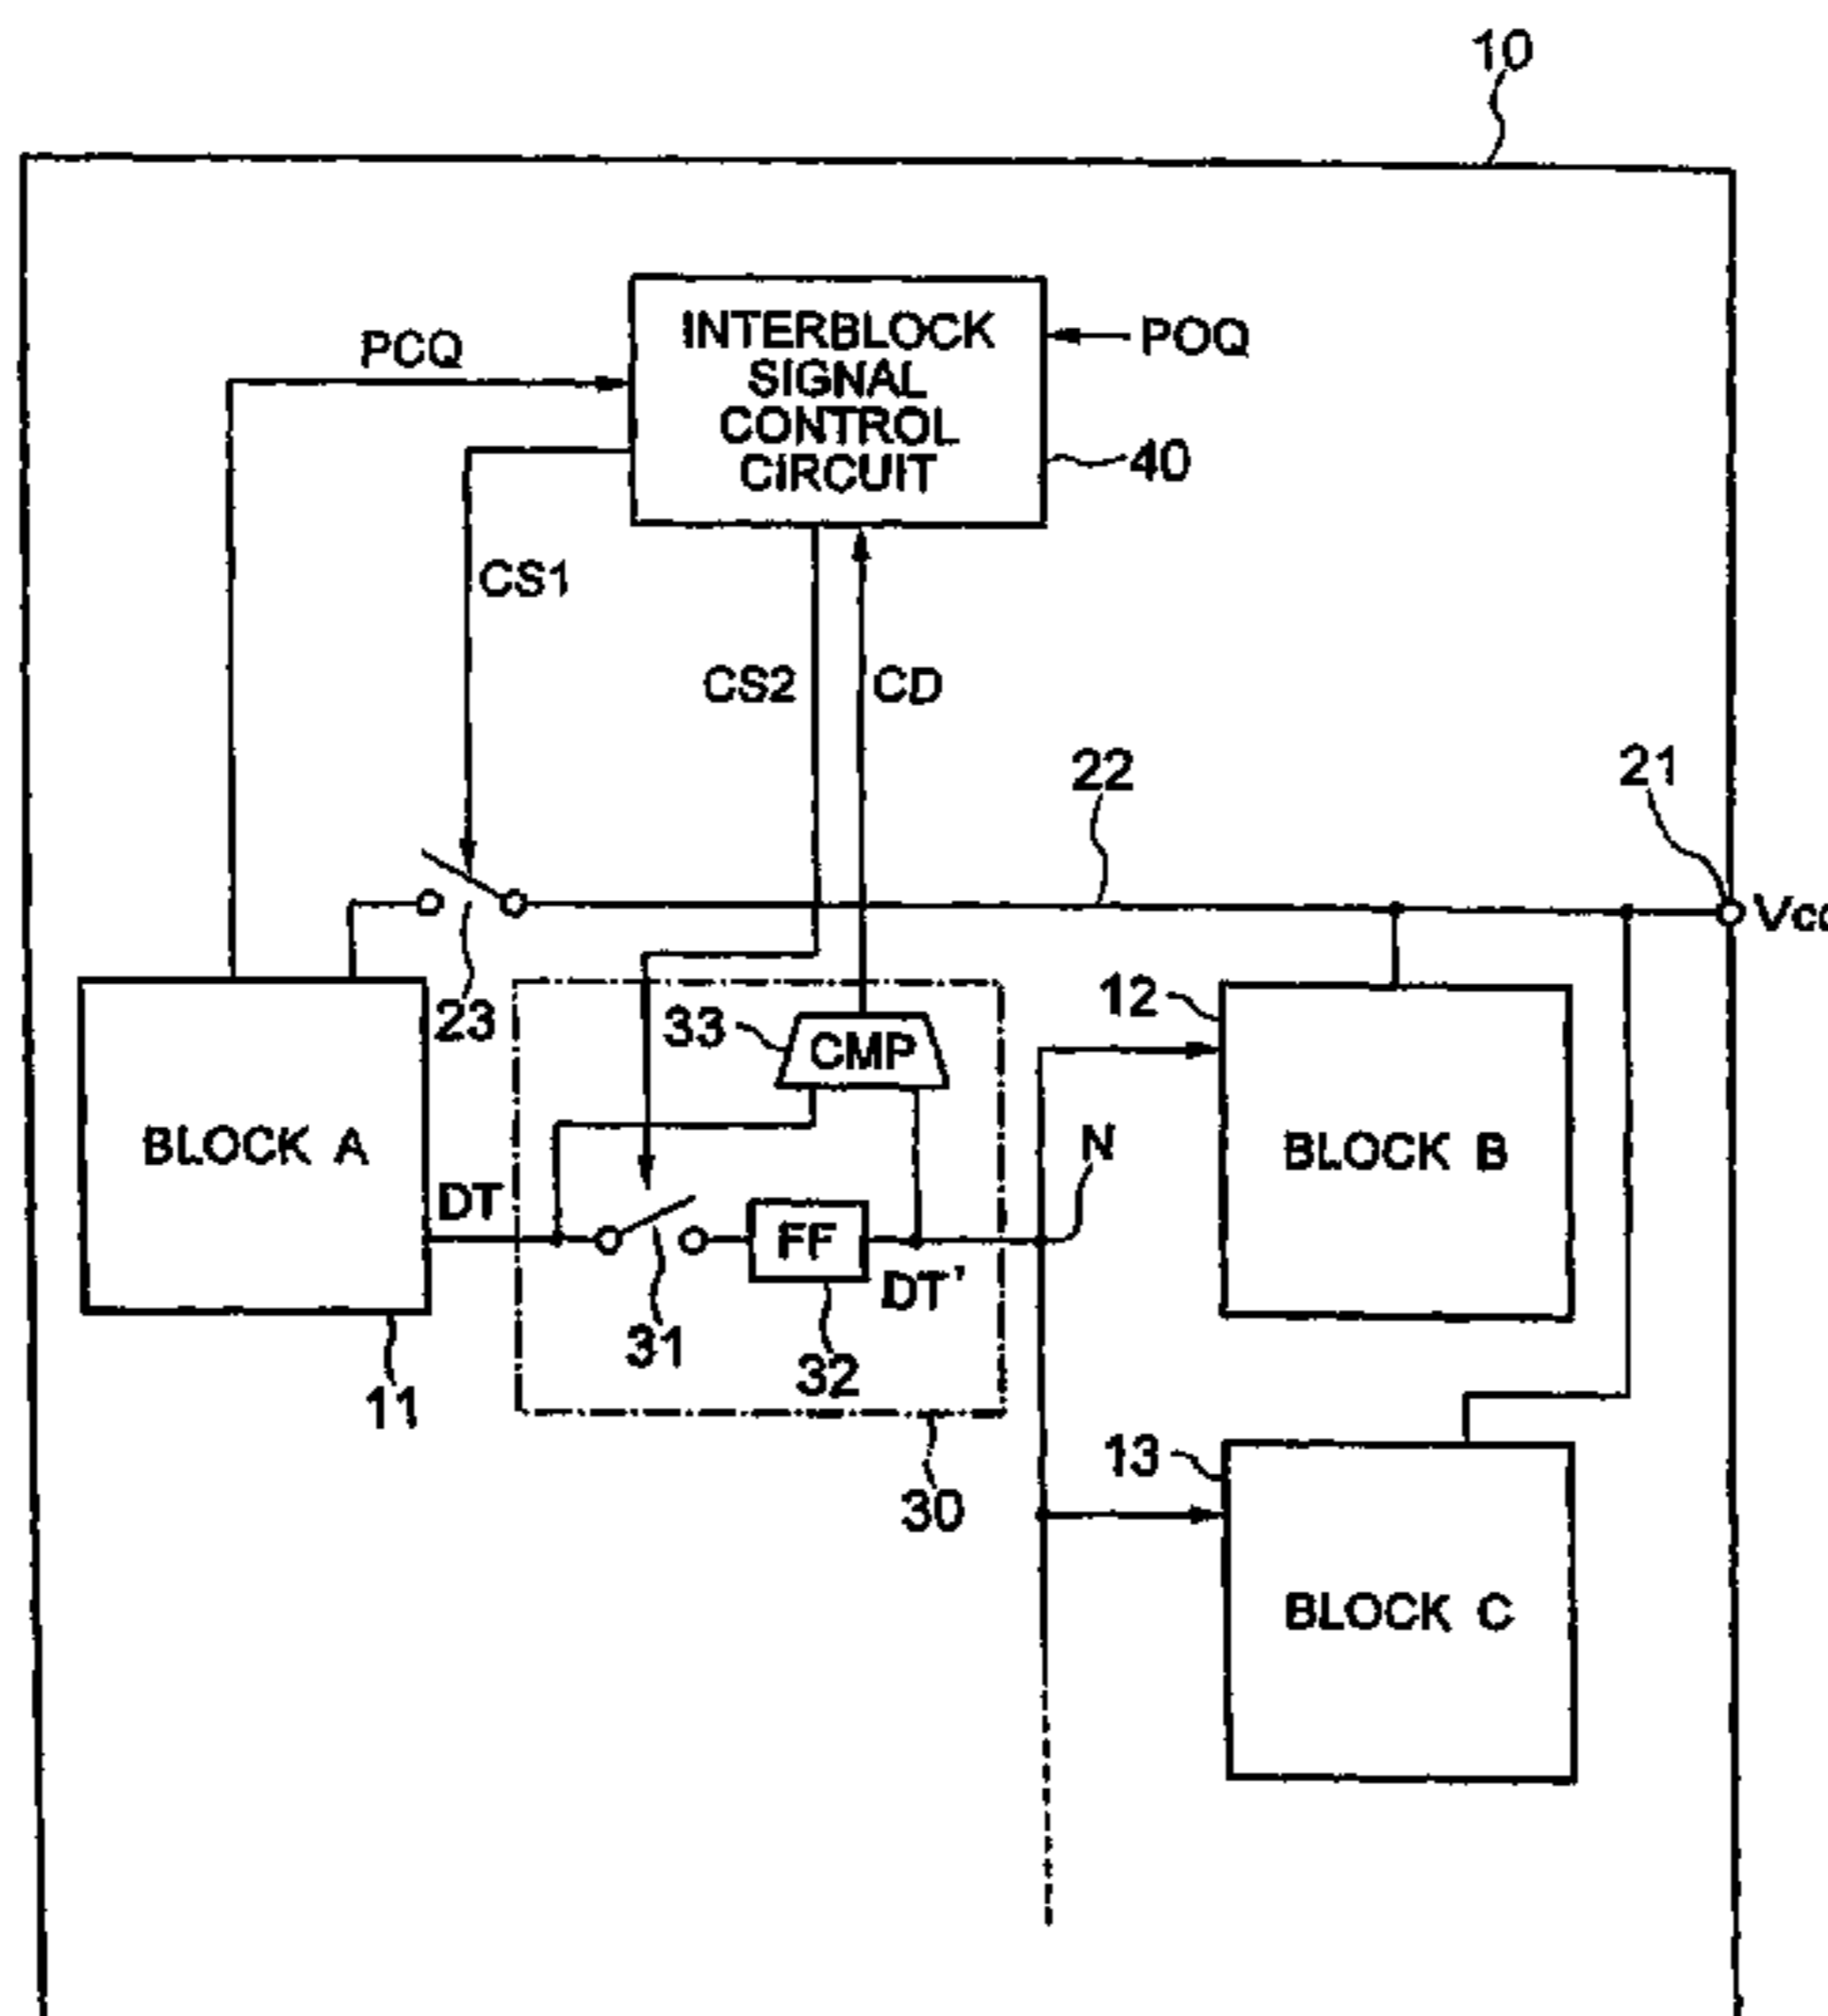 10
INTERBLOCK
SIGNAL
CONTROL
CIRCUIT
PCQ
POQ
40
CS1
CS2
CD
22
21
Vcc
23
33
CMP
12
BLOCK A
DT
N
BLOCK B
FF
DT'
31
32
11
13
30
BLOCK C